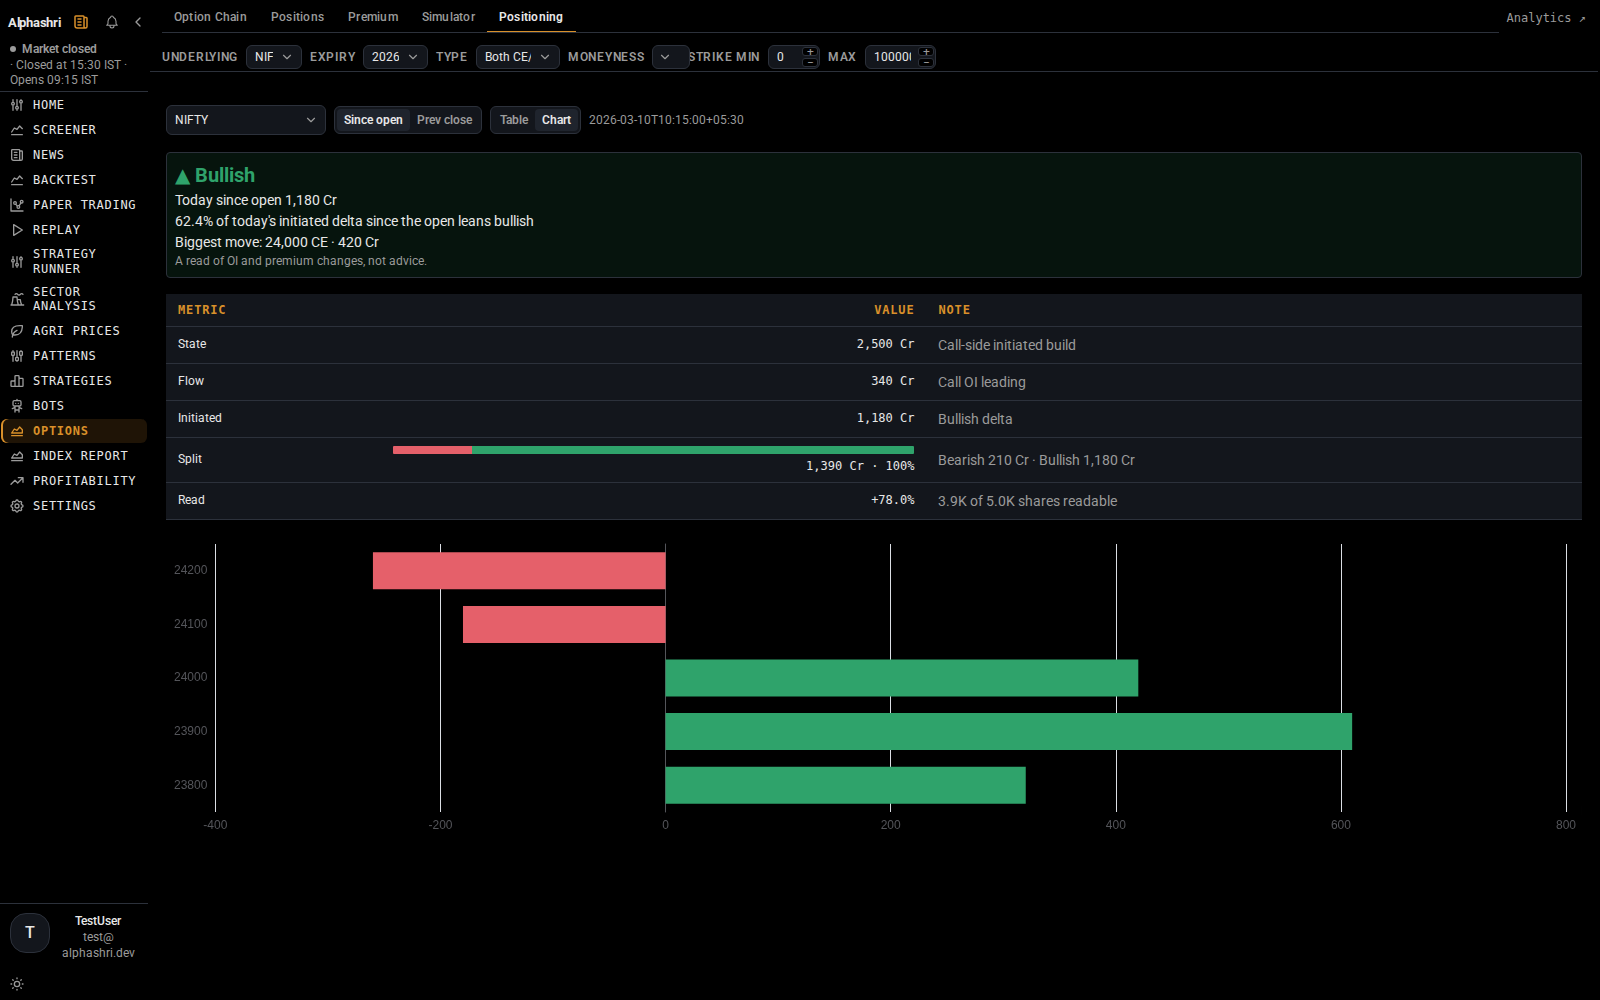 Alphashri
Market closed
· Closed at 15:30 IST ·
Opens 09:15 IST
HOME
SCREENER
NEWS
BACKTEST
PAPER TRADING
REPLAY
STRATEGY
RUNNER
SECTOR
ANALYSIS
AGRI PRICES
PATTERNS
STRATEGIES
BOTS
OPTIONS
INDEX REPORT
PROFITABILITY
SETTINGS
TestUser
T
test@
alphashri.dev
Option Chain Positions Premium Simulator Positioning Analytics ↗
UNDERLYING NIF EXPIRY 2026 TYPE Both CE/ MONEYNESS STRIKE MIN 0 MAX 10000
NIFTY Since open Prev close Table Chart 2026-03-10T10:15:00+05:30
▲ Bullish
Today since open 1,180 Cr
62.4% of today's initiated delta since the open leans bullish
Biggest move: 24,000 CE · 420 Cr
A read of OI and premium changes, not advice.
METRIC VALUE NOTE
State 2,500 Cr Call-side initiated build
Flow 340 Cr Call OI leading
Initiated 1,180 Cr Bullish delta
Split 1,390 Cr · 100% Bearish 210 Cr · Bullish 1,180 Cr
Read +78.0% 3.9K of 5.0K shares readable
24200
24100
24000
23900
23800
-400 -200 0 200 400 600 800